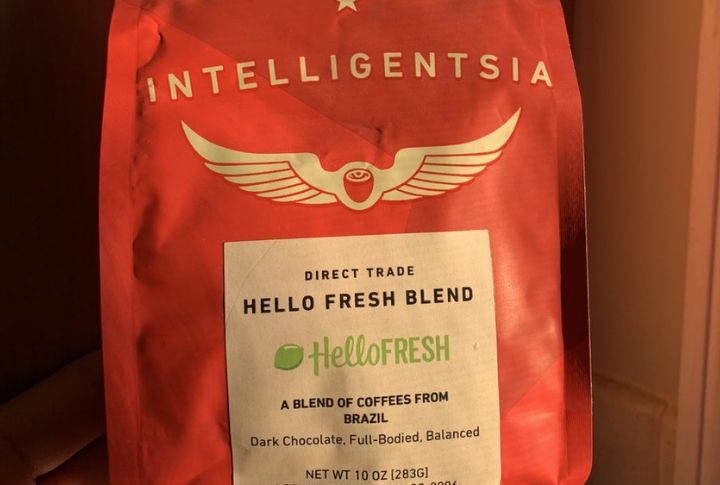 INTELLIGENTSIA
DIRECT TRADE
HELLO FRESH BLEND
HelloFRESH
A BLEND OF COFFEES FROM
BRAZIL
Dark Chocolate, Full-Bodied, Balanced
NET WT 10 OZ [283G]